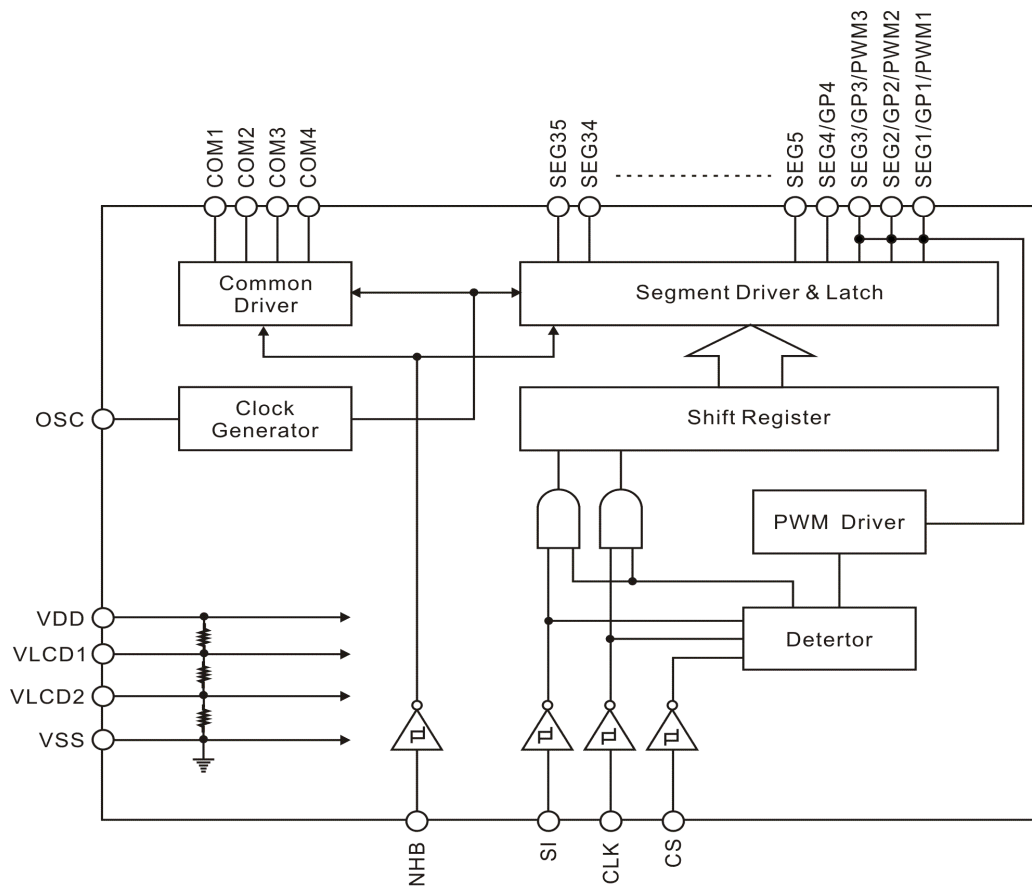 COM1
COM2
COM3
COM4
SEG35
SEG34
SEG5
SEG4/GP4
SEG3/GP3/PWM3
SEG2/GP2/PWM2
SEG1/GP1/PWM1
Common
Driver
Segment Driver & Latch
OSC
Clock
Generator
Shift Register
PWM Driver
VDD
VLCD1
VLCD2
VSS
Detertor
NHB
SI
CLK
CS